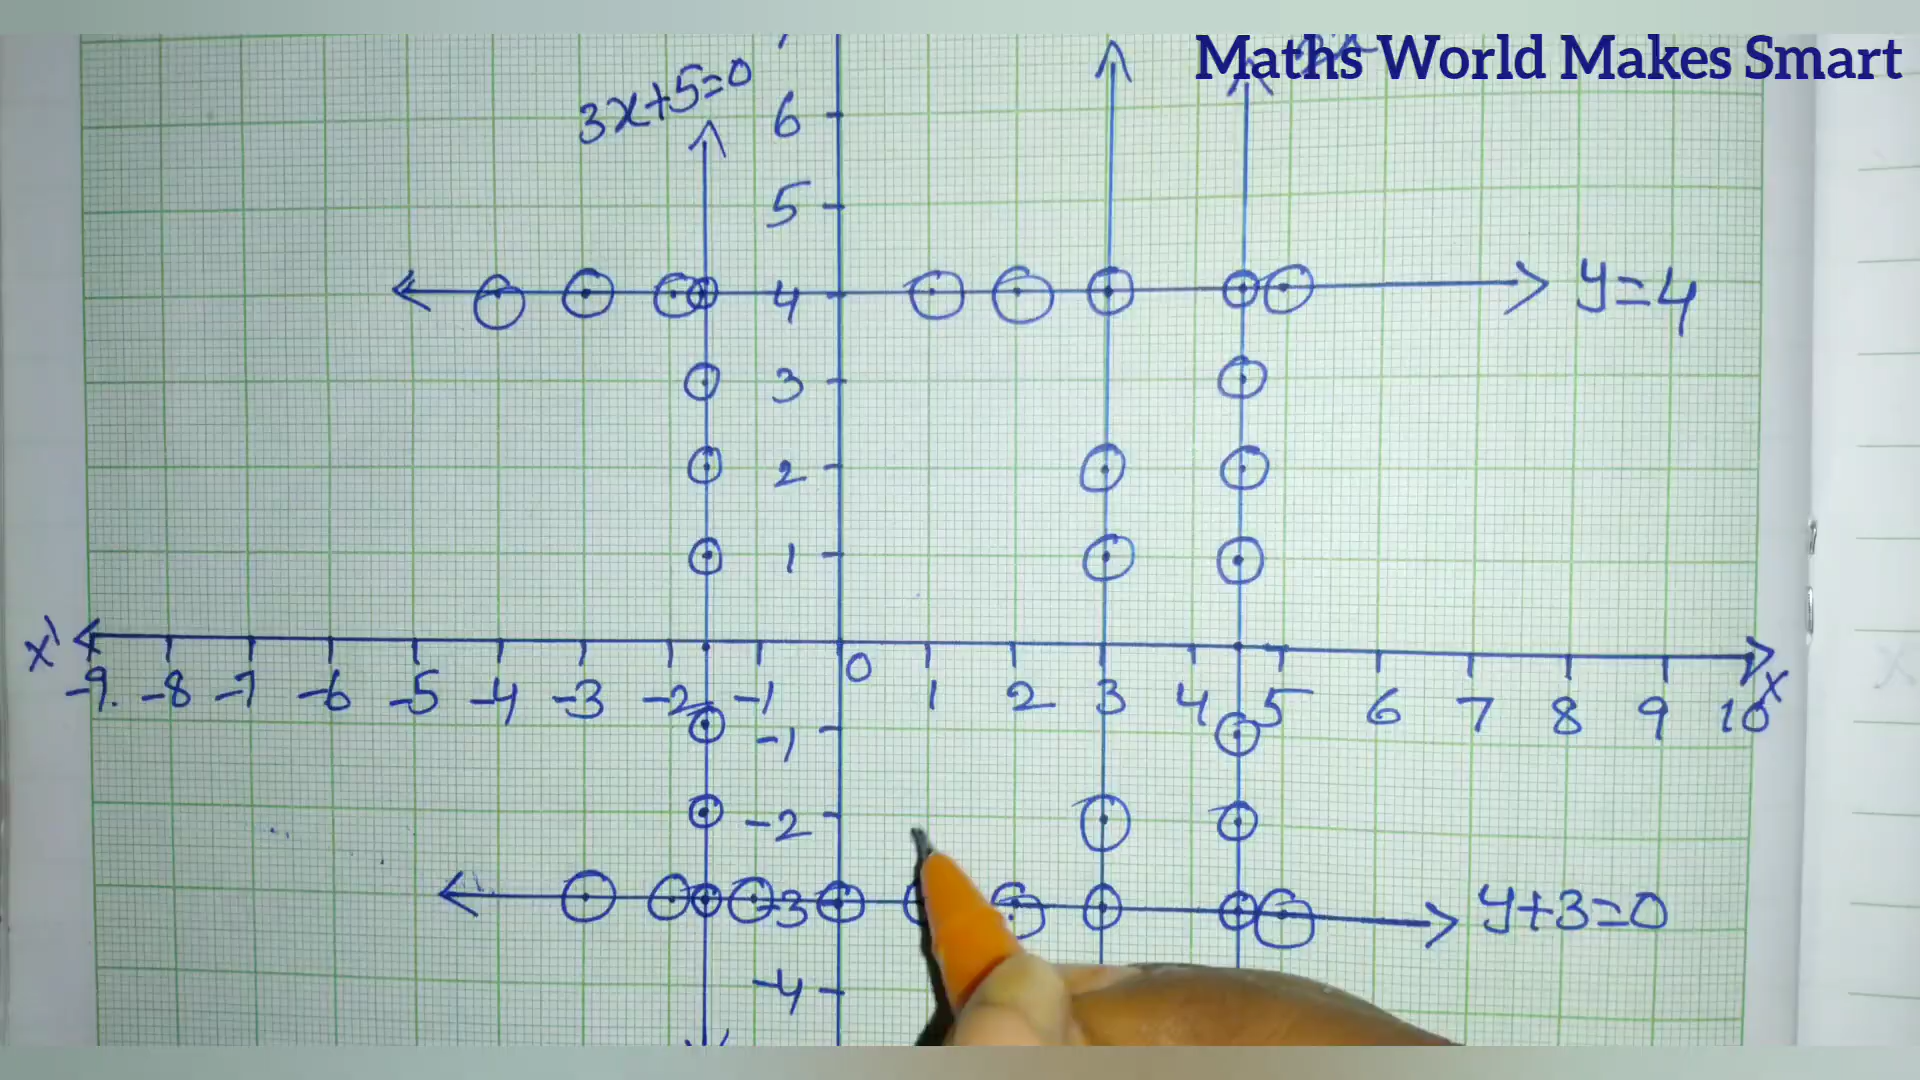 Maths World Makes Smart
3x+5=0
6
5
4
y=4
3
2
1
x'
x
0
-9. -8 -7 -6 -5 -4 -3 -2 -1 1 2 3 4 5 6 7 8 9 10
-1
-2
-3
y+3=0
-4